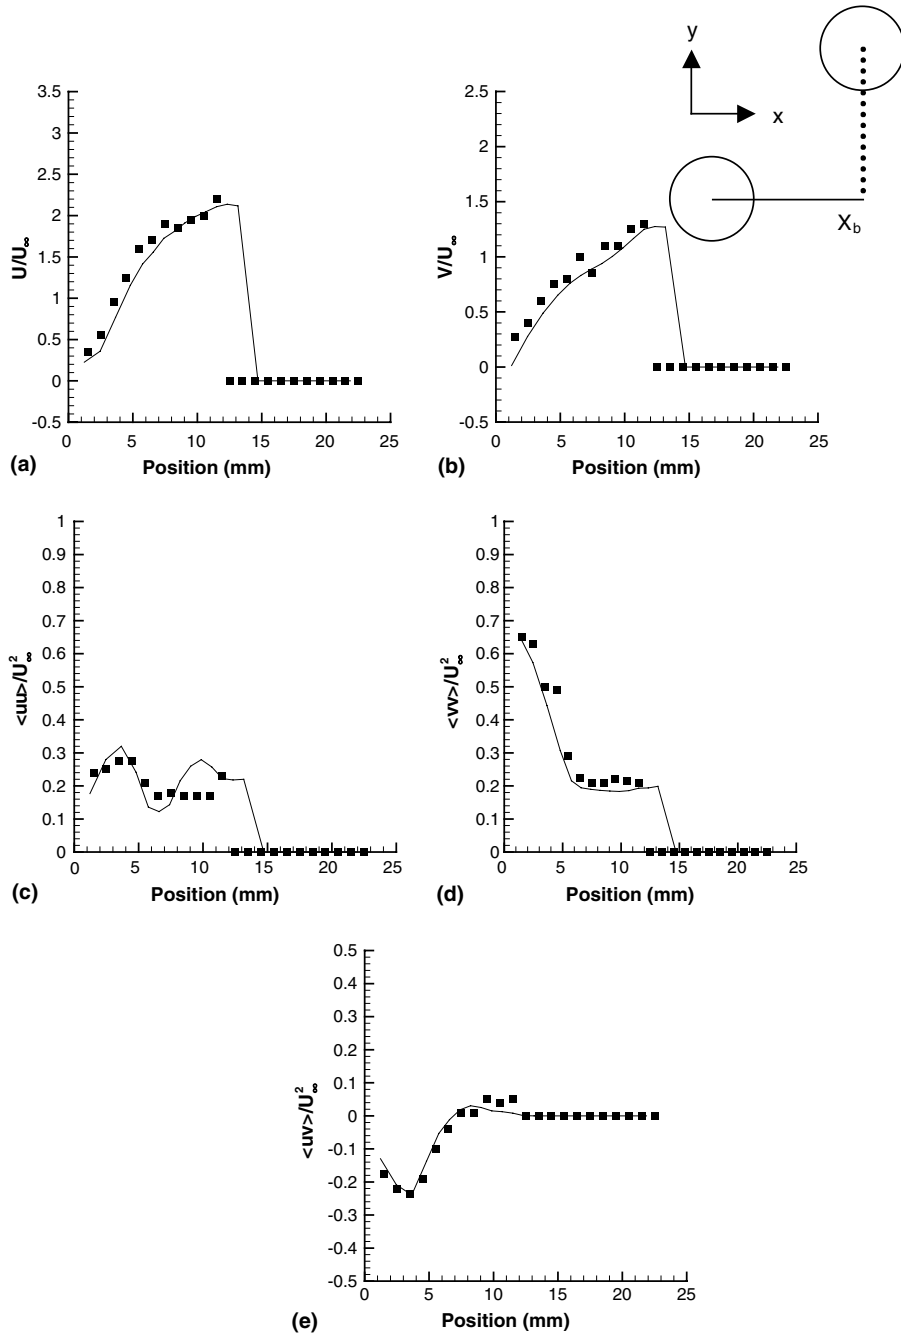 y
x
X_b
3.5
3
2.5
2
1.5
1
0.5
0
-0.5
U/U_∞
0 5 10 15 20 25
(a) Position (mm)
2.5
2
1.5
1
0.5
0
-0.5
V/U_∞
0 5 10 15 20 25
(b) Position (mm)
1
0.9
0.8
0.7
0.6
0.5
0.4
0.3
0.2
0.1
0
<uu>/U²_∞
0 5 10 15 20 25
(c) Position (mm)
1
0.9
0.8
0.7
0.6
0.5
0.4
0.3
0.2
0.1
0
<vv>/U²_∞
0 5 10 15 20 25
(d) Position (mm)
0.5
0.4
0.3
0.2
0.1
0
-0.1
-0.2
-0.3
-0.4
-0.5
<uv>/U²_∞
0 5 10 15 20 25
(e) Position (mm)